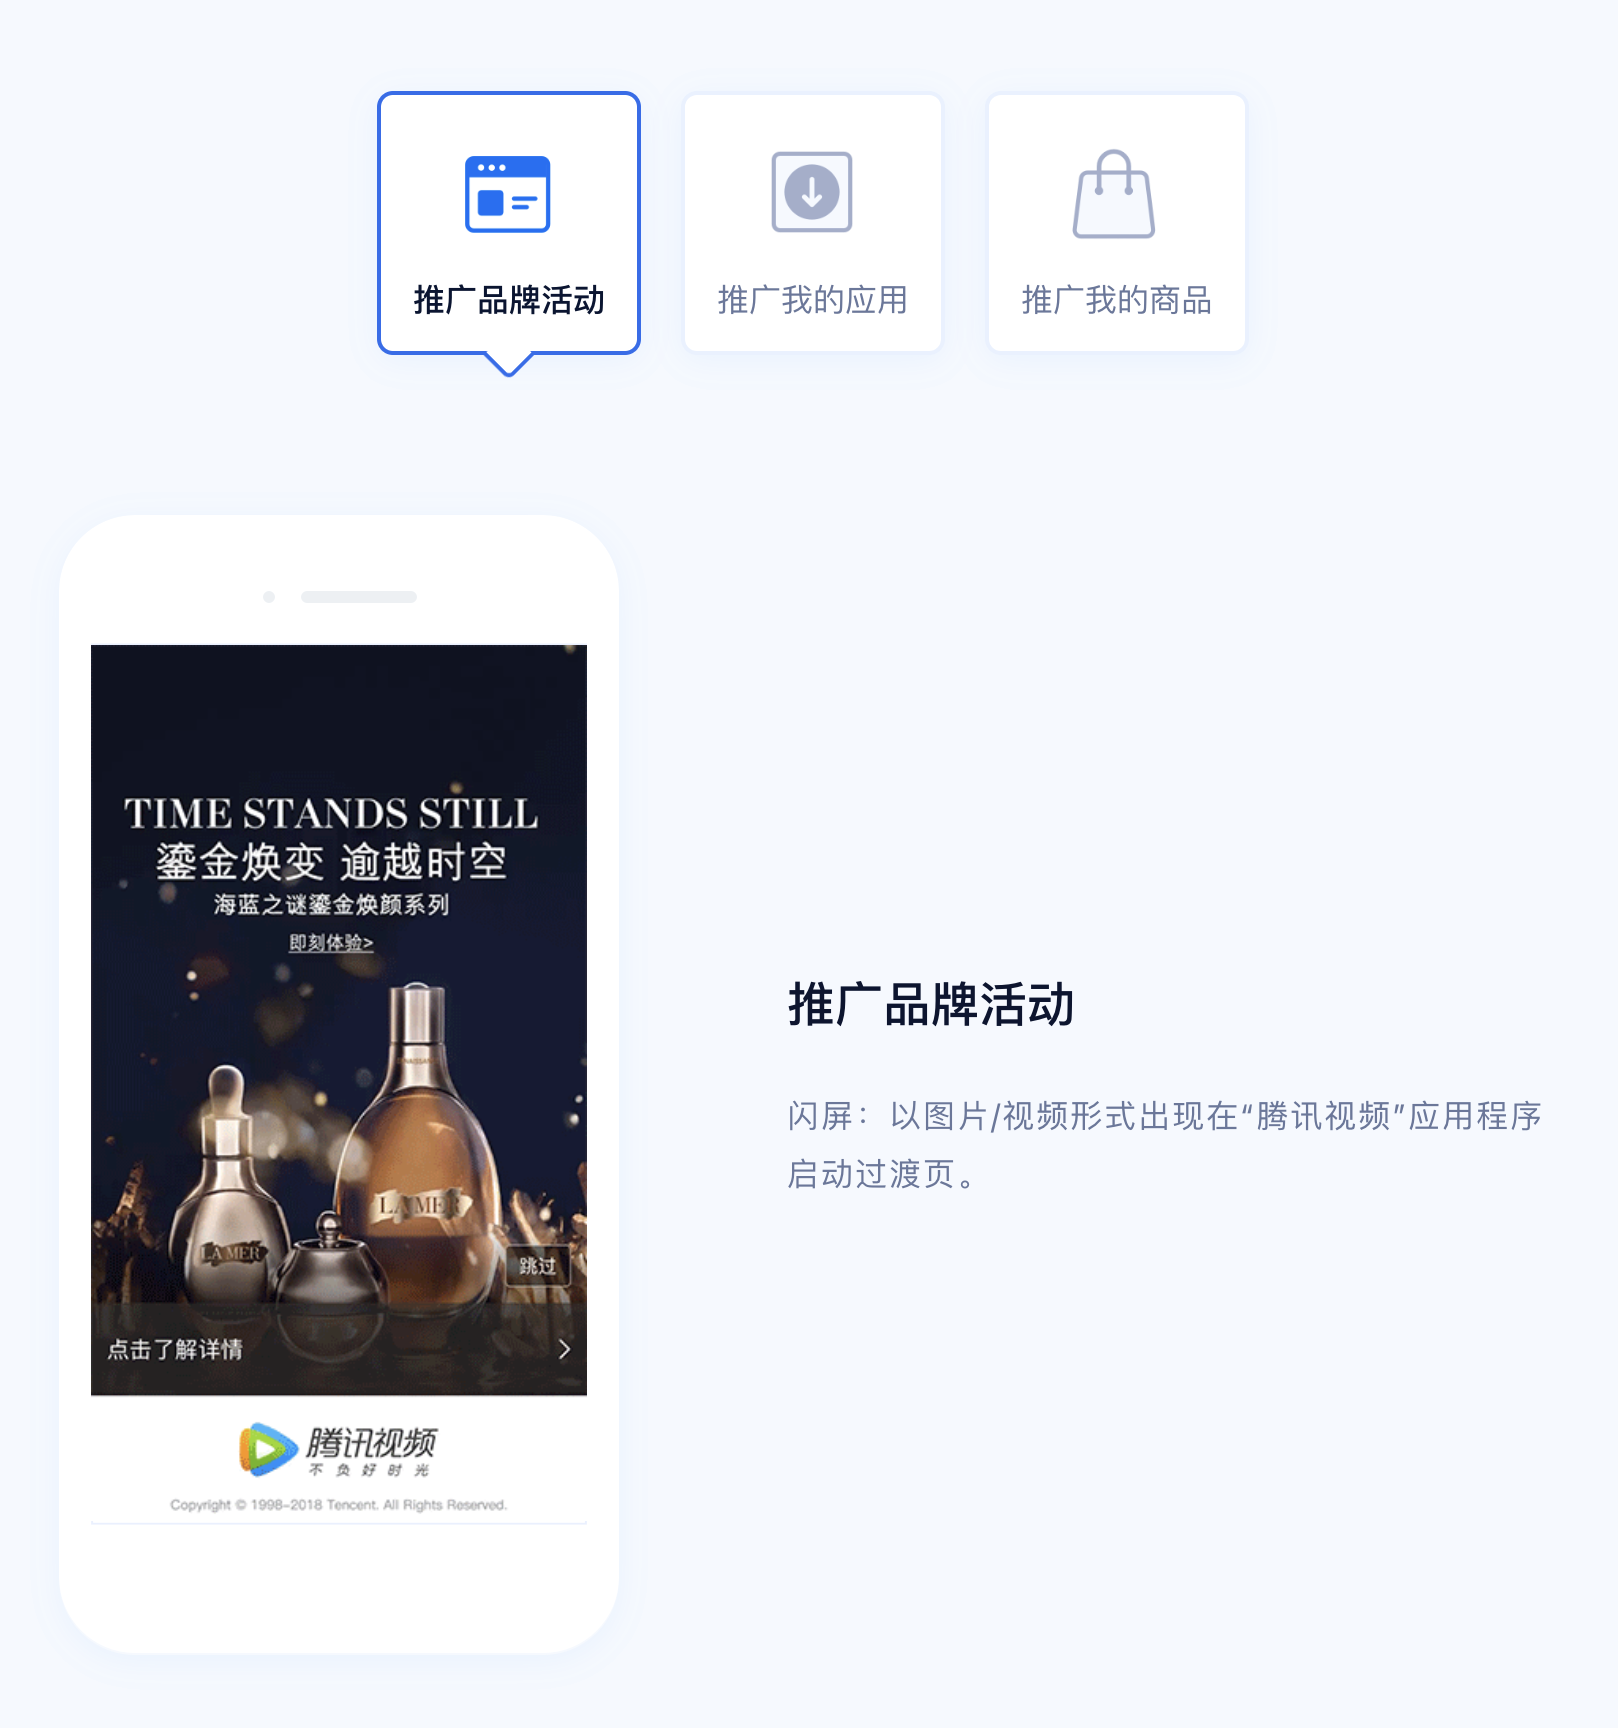 推广品牌活动
推广我的应用
推广我的商品
TIME STANDS STILL
鎏金焕变 逾越时空
海蓝之谜鎏金焕颜系列
即刻体验>
LA MER
LA MER
跳过
点击了解详情
腾讯视频
不负好时光
Copyright © 1998-2018 Tencent. All Rights Reserved.
推广品牌活动
闪屏：以图片/视频形式出现在“腾讯视频”应用程序
启动过渡页。